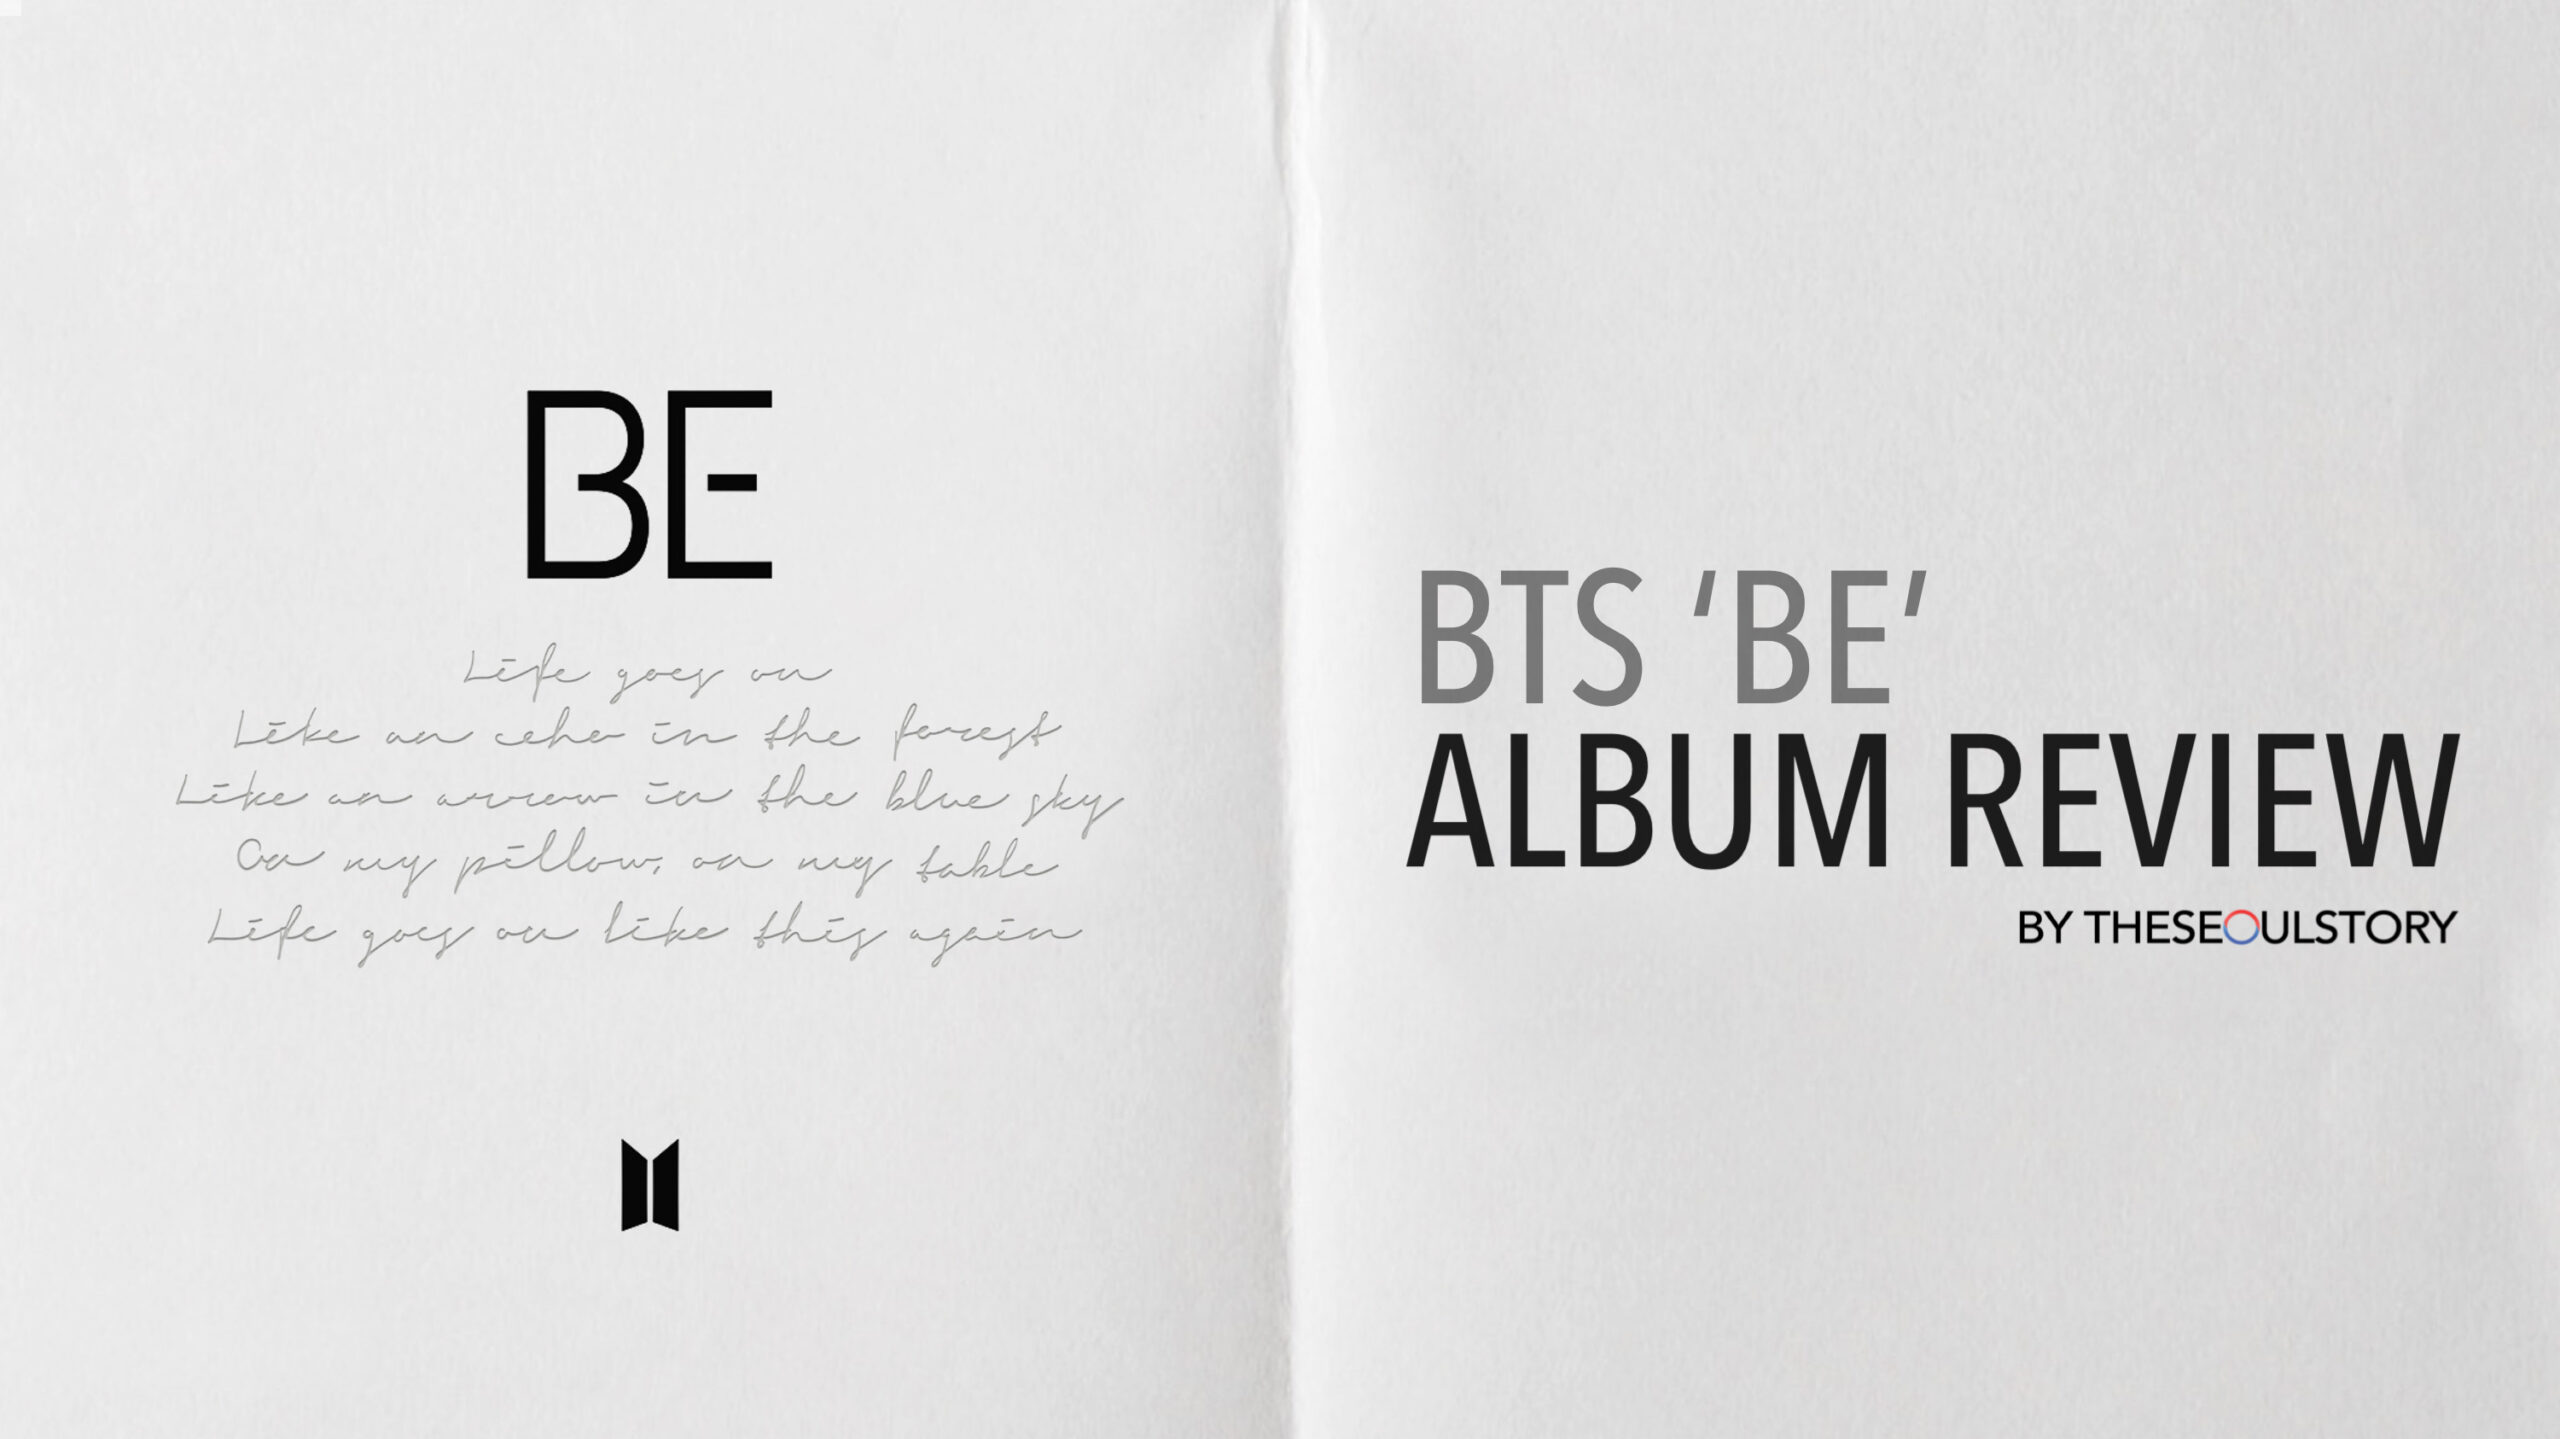 BE
Life goes on
Like an echo in the forest
Like an arrow in the blue sky
On my pillow, on my table
Life goes on like this again
BTS ‘BE’
ALBUM REVIEW
BY THESEOULSTORY